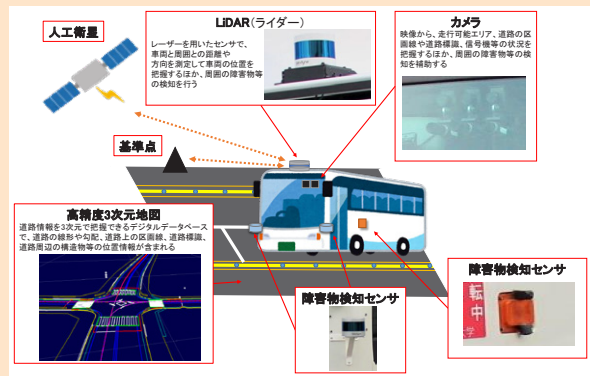 人工衛星
LiDAR(ライダー)
レーザーを用いたセンサで、
車両と周囲との距離や
方向を測定して車両の位置を
把握するほか、周囲の障害物等
の検知を行う
カメラ
映像から、走行可能エリア、道路の区
画線や道路標識、信号機等の状況を
把握するほか、周囲の障害物等の検
知を補助する
基準点
高精度3次元地図
道路情報を3次元で把握できるデジタルデータベース
で、道路の線形や勾配、道路上の区画線、道路標識、
道路周辺の構造物等の位置情報が含まれる
障害物検知センサ
障害物検知センサ
転
中